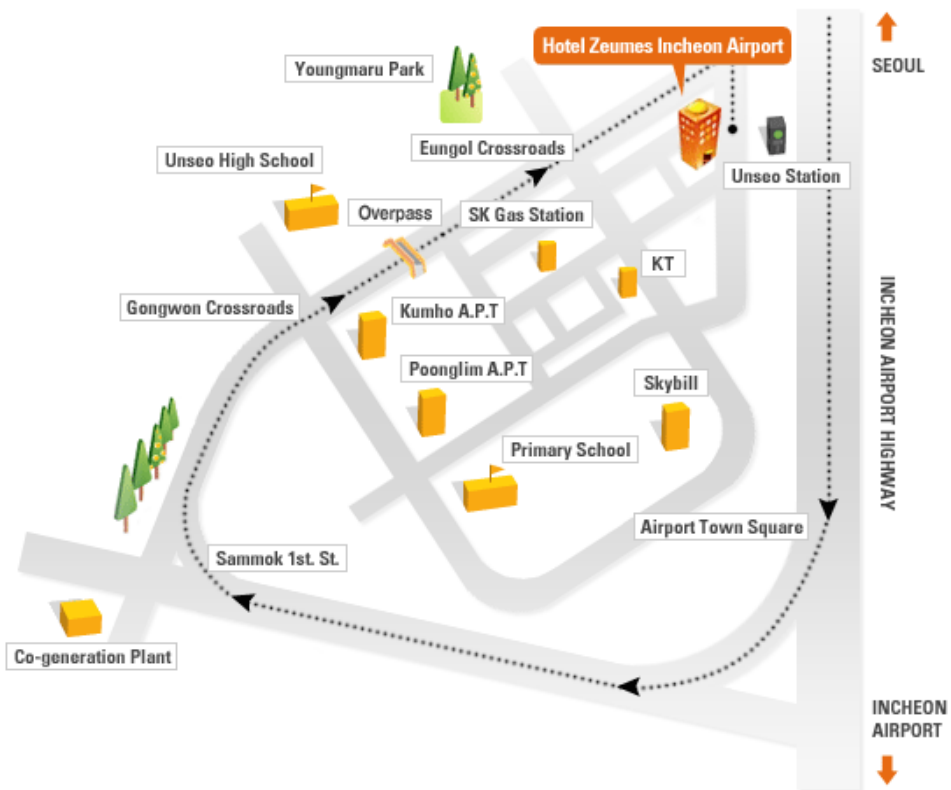 Hotel Zeumes Incheon Airport
SEOUL
Youngmaru Park
Eungol Crossroads
Unseo High School
Unseo Station
Overpass
SK Gas Station
KT
Gongwon Crossroads
Kumho A.P.T
Poonglim A.P.T
Skybill
INCHEON AIRPORT HIGHWAY
Primary School
Airport Town Square
Sammok 1st. St.
Co-generation Plant
INCHEON
AIRPORT